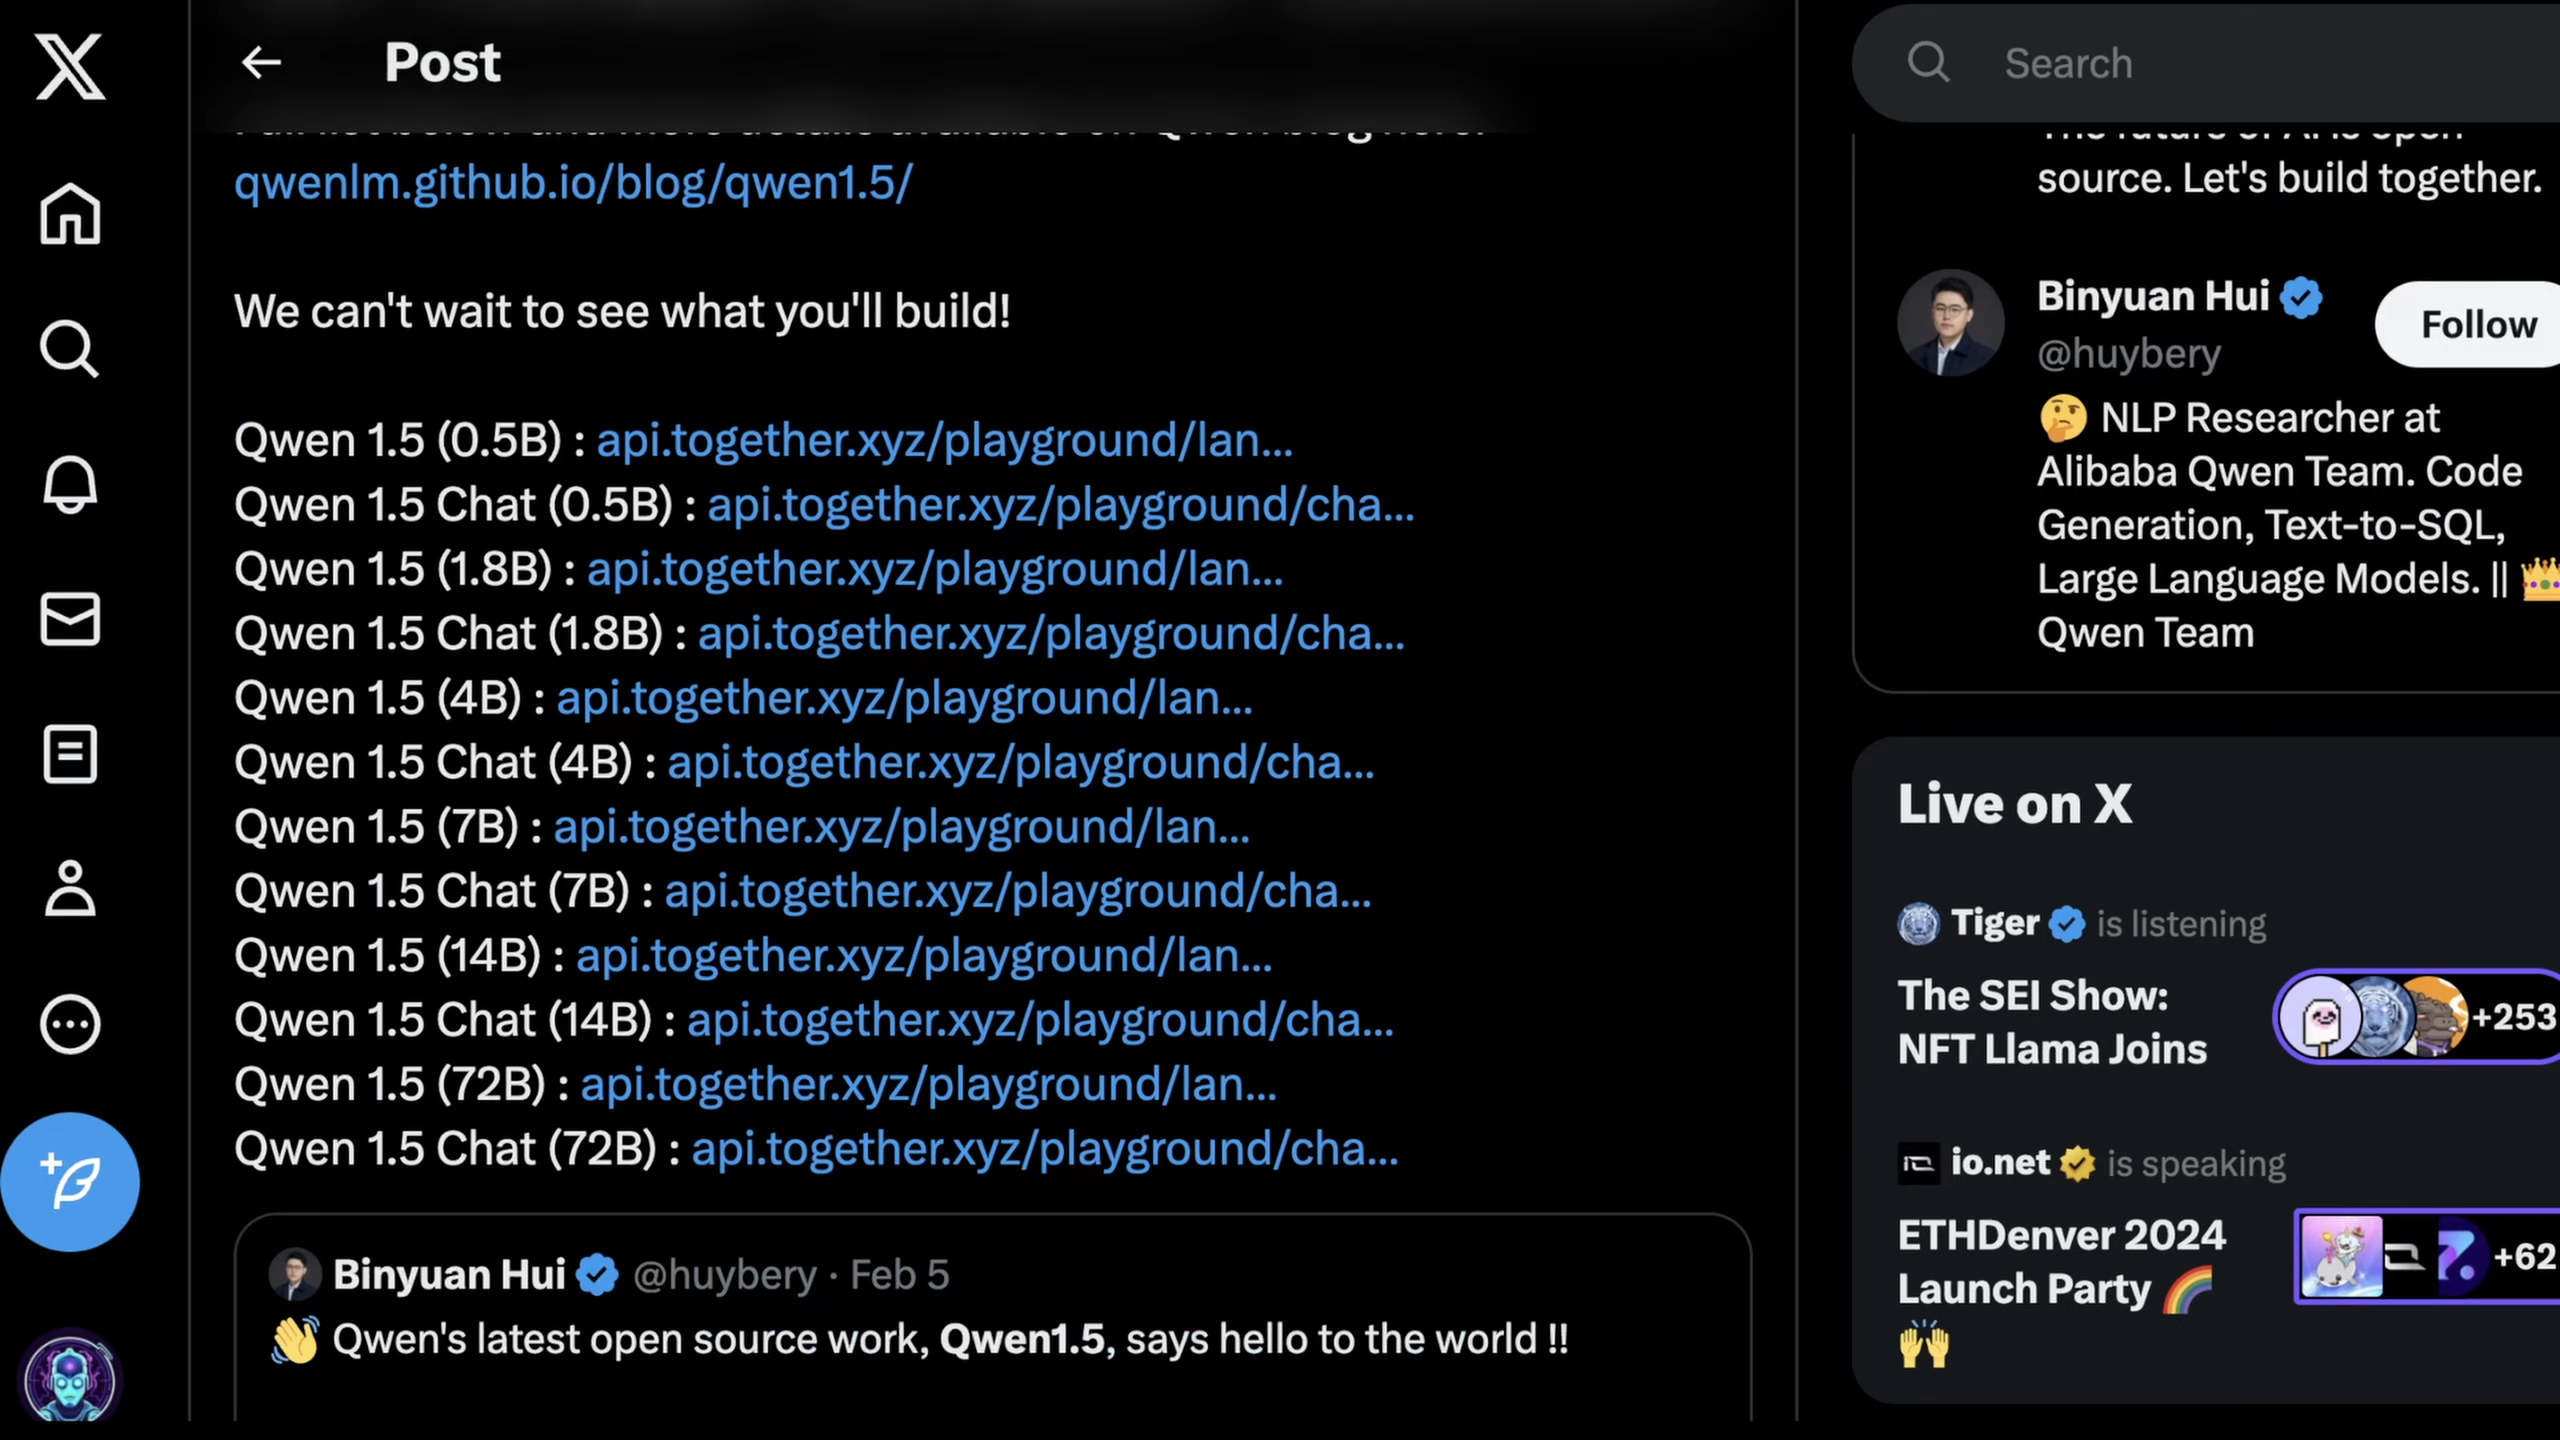 Post
qwenlm.github.io/blog/qwen1.5/
We can't wait to see what you'll build!
Qwen 1.5 (0.5B) : api.together.xyz/playground/lan...
Qwen 1.5 Chat (0.5B) : api.together.xyz/playground/cha...
Qwen 1.5 (1.8B) : api.together.xyz/playground/lan...
Qwen 1.5 Chat (1.8B) : api.together.xyz/playground/cha...
Qwen 1.5 (4B) : api.together.xyz/playground/lan...
Qwen 1.5 Chat (4B) : api.together.xyz/playground/cha...
Qwen 1.5 (7B) : api.together.xyz/playground/lan...
Qwen 1.5 Chat (7B) : api.together.xyz/playground/cha...
Qwen 1.5 (14B) : api.together.xyz/playground/lan...
Qwen 1.5 Chat (14B) : api.together.xyz/playground/cha...
Qwen 1.5 (72B) : api.together.xyz/playground/lan...
Qwen 1.5 Chat (72B) : api.together.xyz/playground/cha...
Binyuan Hui @huybery · Feb 5
👋 Qwen's latest open source work, Qwen1.5, says hello to the world !!
Search
The future of AI is open
source. Let's build together.
Binyuan Hui
Follow
@huybery
🤔 NLP Researcher at
Alibaba Qwen Team. Code
Generation, Text-to-SQL,
Large Language Models. || 👑
Qwen Team
Live on X
Tiger is listening
The SEI Show:
NFT Llama Joins
+253
io.net is speaking
ETHDenver 2024
Launch Party 🌈
🙌
+62